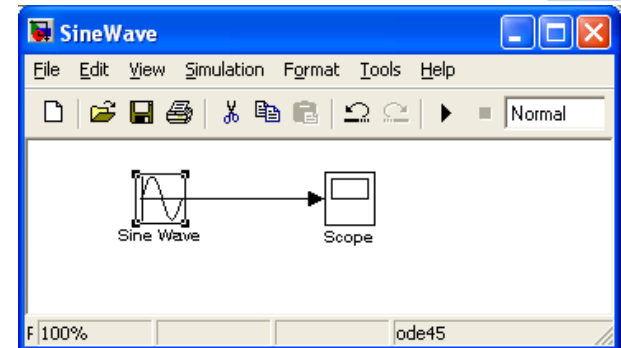 SineWave
File Edit View Simulation Format Tools Help
Normal
Sine Wave Scope
F 100% ode45